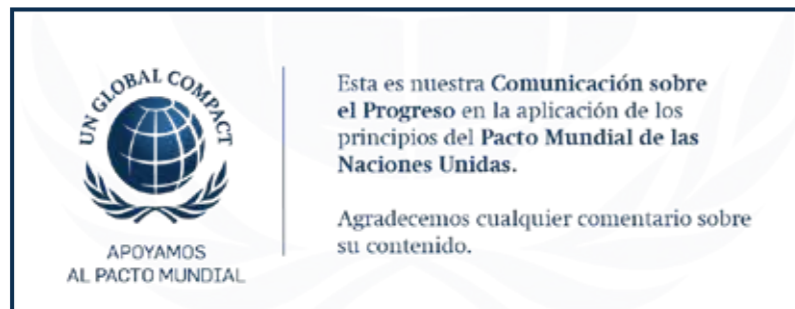 UN GLOBAL COMPACT
APOYAMOS
AL PACTO MUNDIAL
Esta es nuestra Comunicación sobre
el Progreso en la aplicación de los
principios del Pacto Mundial de las
Naciones Unidas.
Agradecemos cualquier comentario sobre
su contenido.